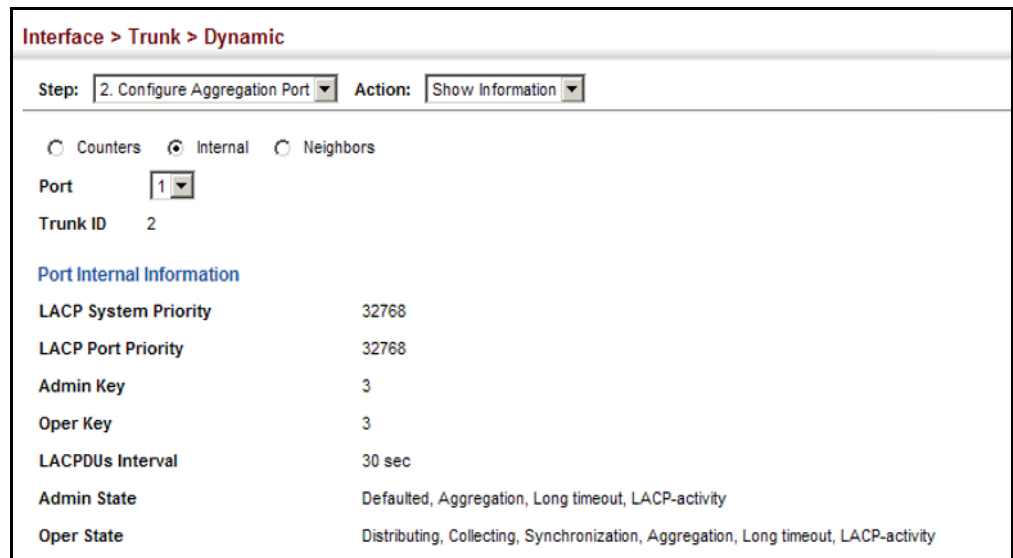 Interface > Trunk > Dynamic
Step: 2. Configure Aggregation Port Action: Show Information
Counters Internal Neighbors
Port 1
Trunk ID 2
Port Internal Information
LACP System Priority 32768
LACP Port Priority 32768
Admin Key 3
Oper Key 3
LACPDUs Interval 30 sec
Admin State Defaulted, Aggregation, Long timeout, LACP-activity
Oper State Distributing, Collecting, Synchronization, Aggregation, Long timeout, LACP-activity